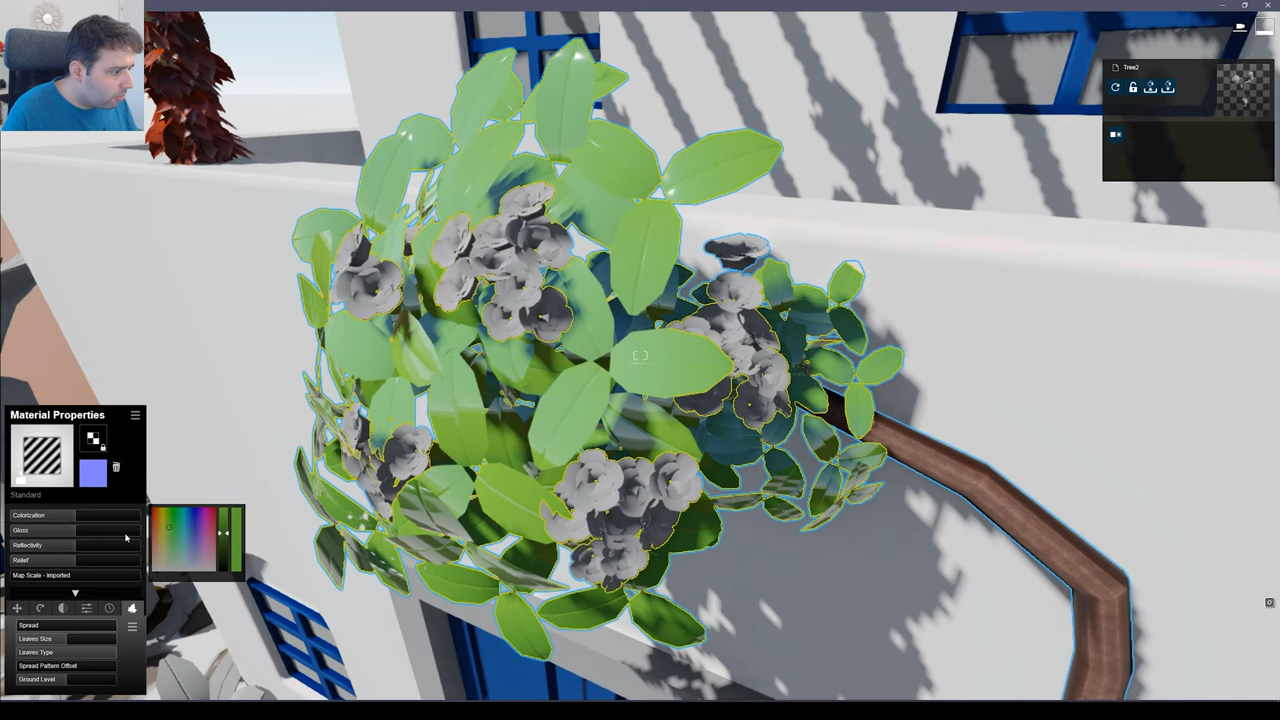 Tree2
Material Properties
Standard
Colorization
Gloss
Reflectivity
Relief
Map Scale - imported
Spread
Leaves Size
Leaves Type
Spread Pattern Offset
Ground Level